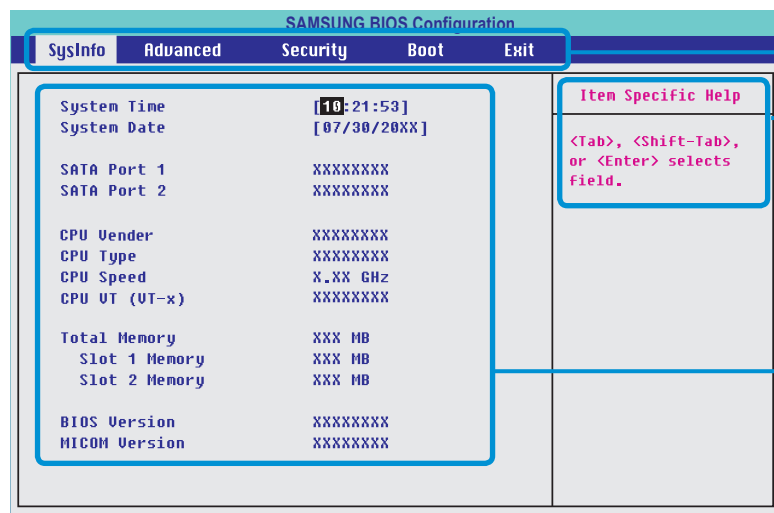 SAMSUNG BIOS Configuration
SysInfo Advanced Security Boot Exit
System Time [10:21:53]
System Date [07/30/20XX]
SATA Port 1 XXXXXXXX
SATA Port 2 XXXXXXXX
CPU Vender XXXXXXXX
CPU Type XXXXXXXX
CPU Speed X.XX GHz
CPU VT (VT-x) XXXXXXXX
Total Memory XXX MB
Slot 1 Memory XXX MB
Slot 2 Memory XXX MB
BIOS Version XXXXXXXX
MICOM Version XXXXXXXX
Item Specific Help
<Tab>, <Shift-Tab>,
or <Enter> selects
field.